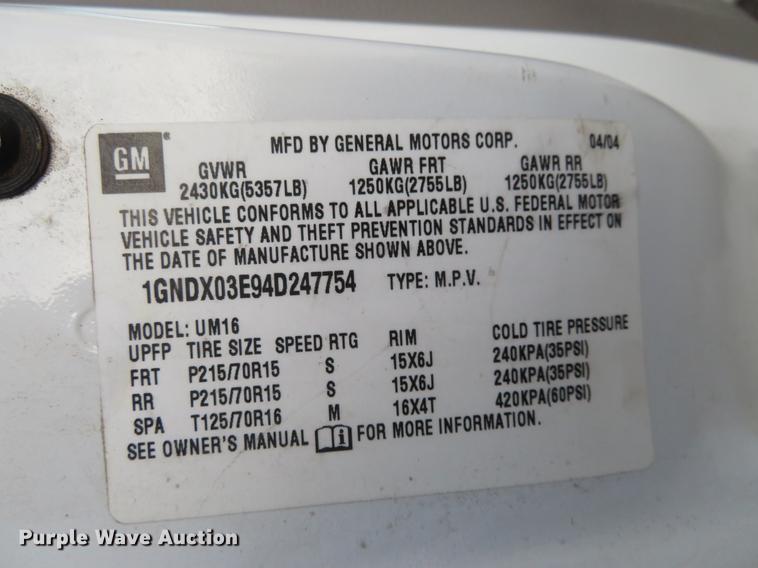 GM
MFD BY GENERAL MOTORS CORP. 04/04
GVWR GAWR FRT GAWR RR
2430KG(5357LB) 1250KG(2755LB) 1250KG(2755LB)
THIS VEHICLE CONFORMS TO ALL APPLICABLE U.S. FEDERAL MOTOR
VEHICLE SAFETY AND THEFT PREVENTION STANDARDS IN EFFECT ON
THE DATE OF MANUFACTURE SHOWN ABOVE.
1GNDX03E94D247754 TYPE: M.P.V.
MODEL: UM16
UPFP TIRE SIZE SPEED RTG RIM COLD TIRE PRESSURE
FRT P215/70R15 S 15X6J 240KPA(35PSI)
RR P215/70R15 S 15X6J 240KPA(35PSI)
SPA T125/70R16 M 16X4T 420KPA(60PSI)
SEE OWNER'S MANUAL i FOR MORE INFORMATION.
Purple Wave Auction